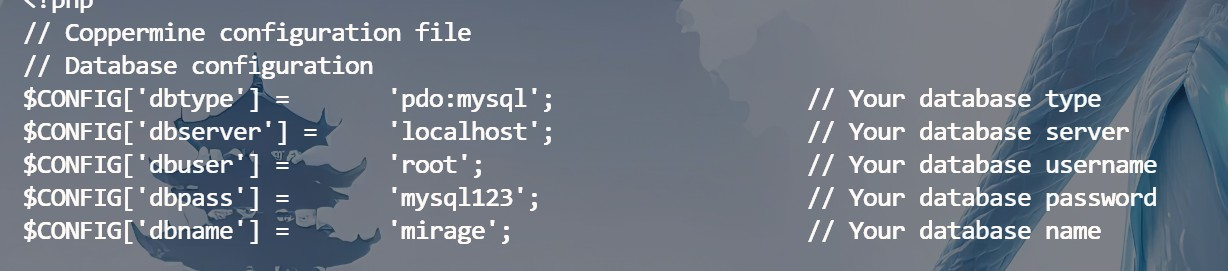 <?php
// Coppermine configuration file
// Database configuration
$CONFIG['dbtype'] =       'pdo:mysql';                  // Your database type
$CONFIG['dbserver'] =     'localhost';                  // Your database server
$CONFIG['dbuser'] =       'root';                       // Your database username
$CONFIG['dbpass'] =       'mysql123';                   // Your database password
$CONFIG['dbname'] =       'mirage';                     // Your database name